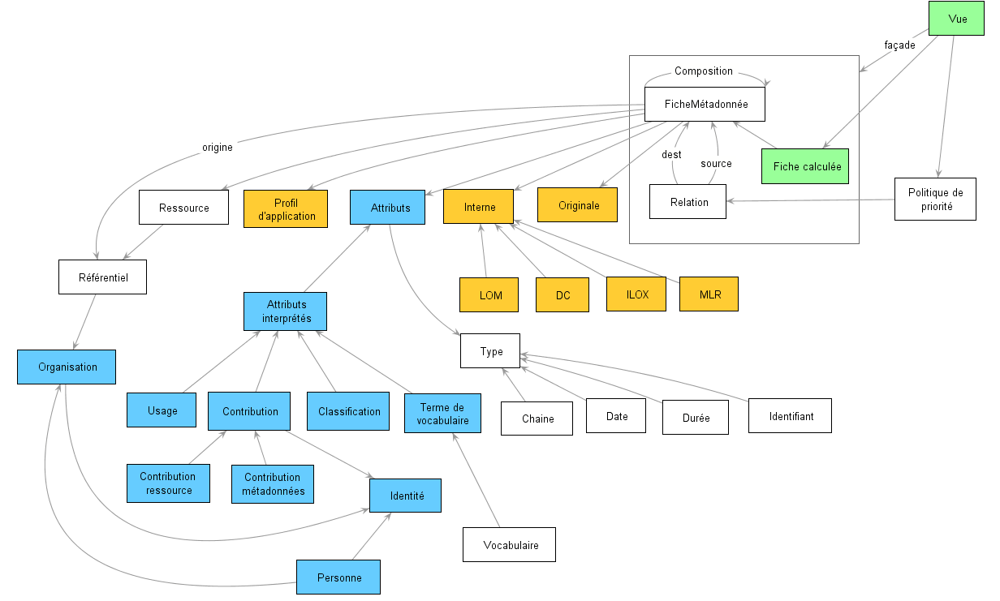 Vue
façade
Composition
FicheMétadonnée
origine
dest
source
Fiche calculée
Ressource
Profil
d'application
Attributs
Interne
Originale
Relation
Politique de
priorité
Référentiel
LOM
DC
ILOX
MLR
Attributs
interprétés
Type
Organisation
Usage
Contribution
Classification
Terme de
vocabulaire
Chaine
Date
Durée
Identifiant
Contribution
ressource
Contribution
métadonnées
Identité
Vocabulaire
Personne